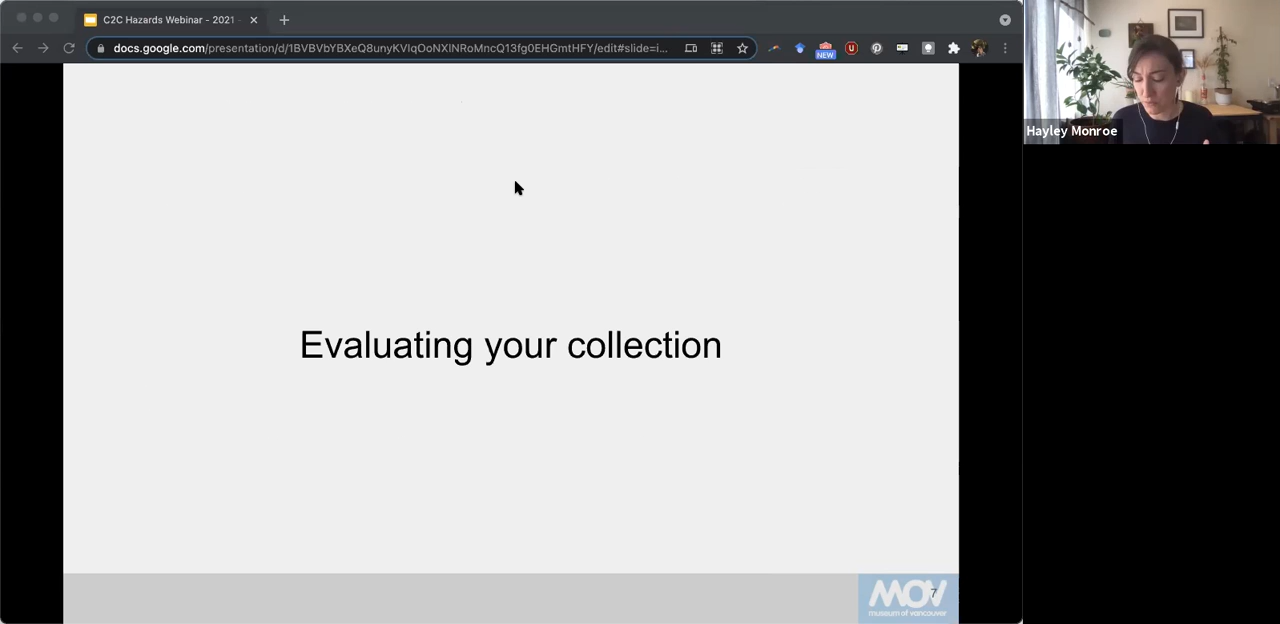 C2C Hazards Webinar - 2021 -
docs.google.com/presentation/d/1BVBVbYBXeQ8unyKVlqOoNXlNRoMncQ13fg0EHGmtHFY/edit#slide=i...
NEW
Hayley Monroe
Evaluating your collection
MOV
7
museum of vancouver